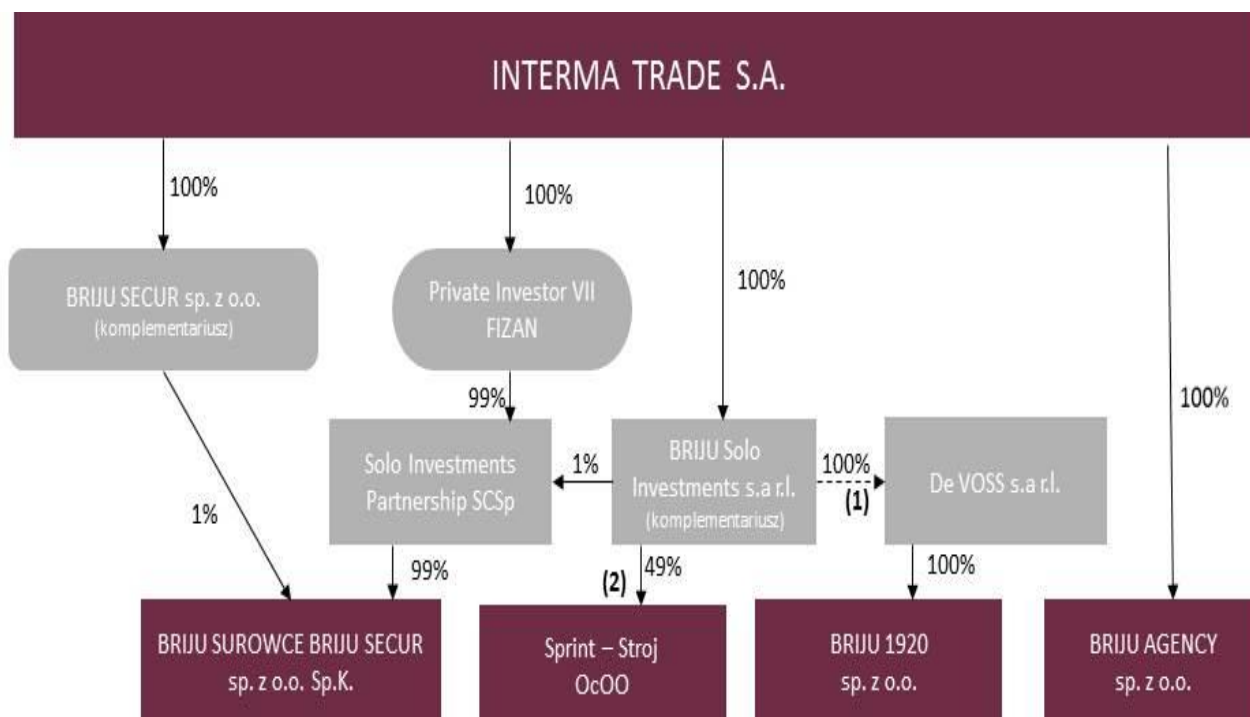 INTERMA TRADE S.A.
100%
100%
100%
100%
BRIJU SECUR sp. z o.o.
(komplementariusz)
Private Investor VII
FIZAN
99%
1%
Solo Investments
Partnership SCSp
1%
BRIJU Solo
Investments s.a r.l.
(komplementariusz)
100%
(1)
De VOSS s.a r.l.
99%
(2)
49%
100%
BRIJU SUROWCE BRIJU SECUR
sp. z o.o. Sp.K.
Sprint – Stroj
OcOO
BRIJU 1920
sp. z o.o.
BRIJU AGENCY
sp. z o.o.